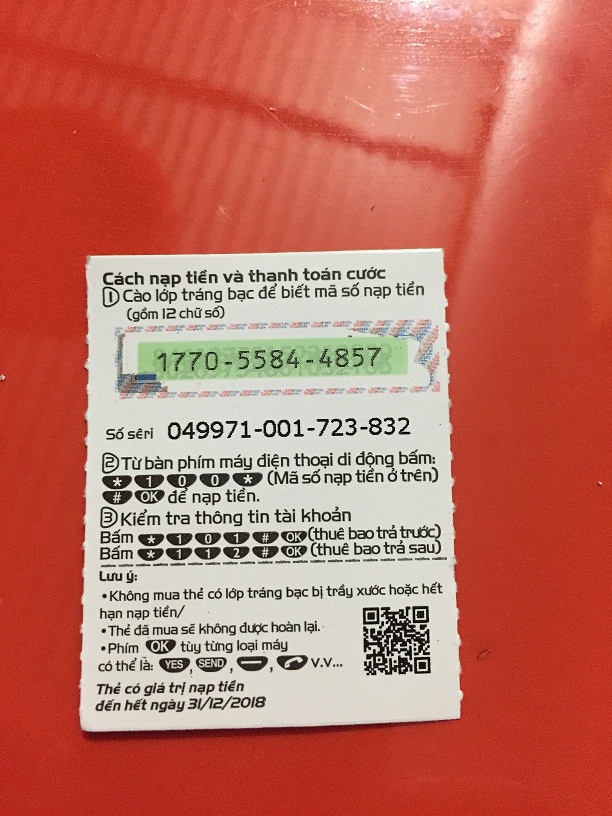 Cách nạp tiền và thanh toán cước
① Cào lớp tráng bạc để biết mã số nạp tiền
(gồm 12 chữ số)
1770-5584-4857
Số sêri 049971-001-723-832
② Từ bàn phím máy điện thoại di động bấm:
* 1 0 0 * (Mã số nạp tiền ở trên)
# OK để nạp tiền.
③ Kiểm tra thông tin tài khoản
Bấm * 1 0 1 # OK (thuê bao trả trước)
Bấm * 1 1 2 # OK (thuê bao trả sau)
Lưu ý:
• Không mua thẻ có lớp tráng bạc bị trầy xước hoặc hết
hạn nạp tiền/
• Thẻ đã mua sẽ không được hoàn lại.
• Phím OK tùy từng loại máy
có thể là: YES, SEND, , v.v...
Thẻ có giá trị nạp tiền
đến hết ngày 31/12/2018